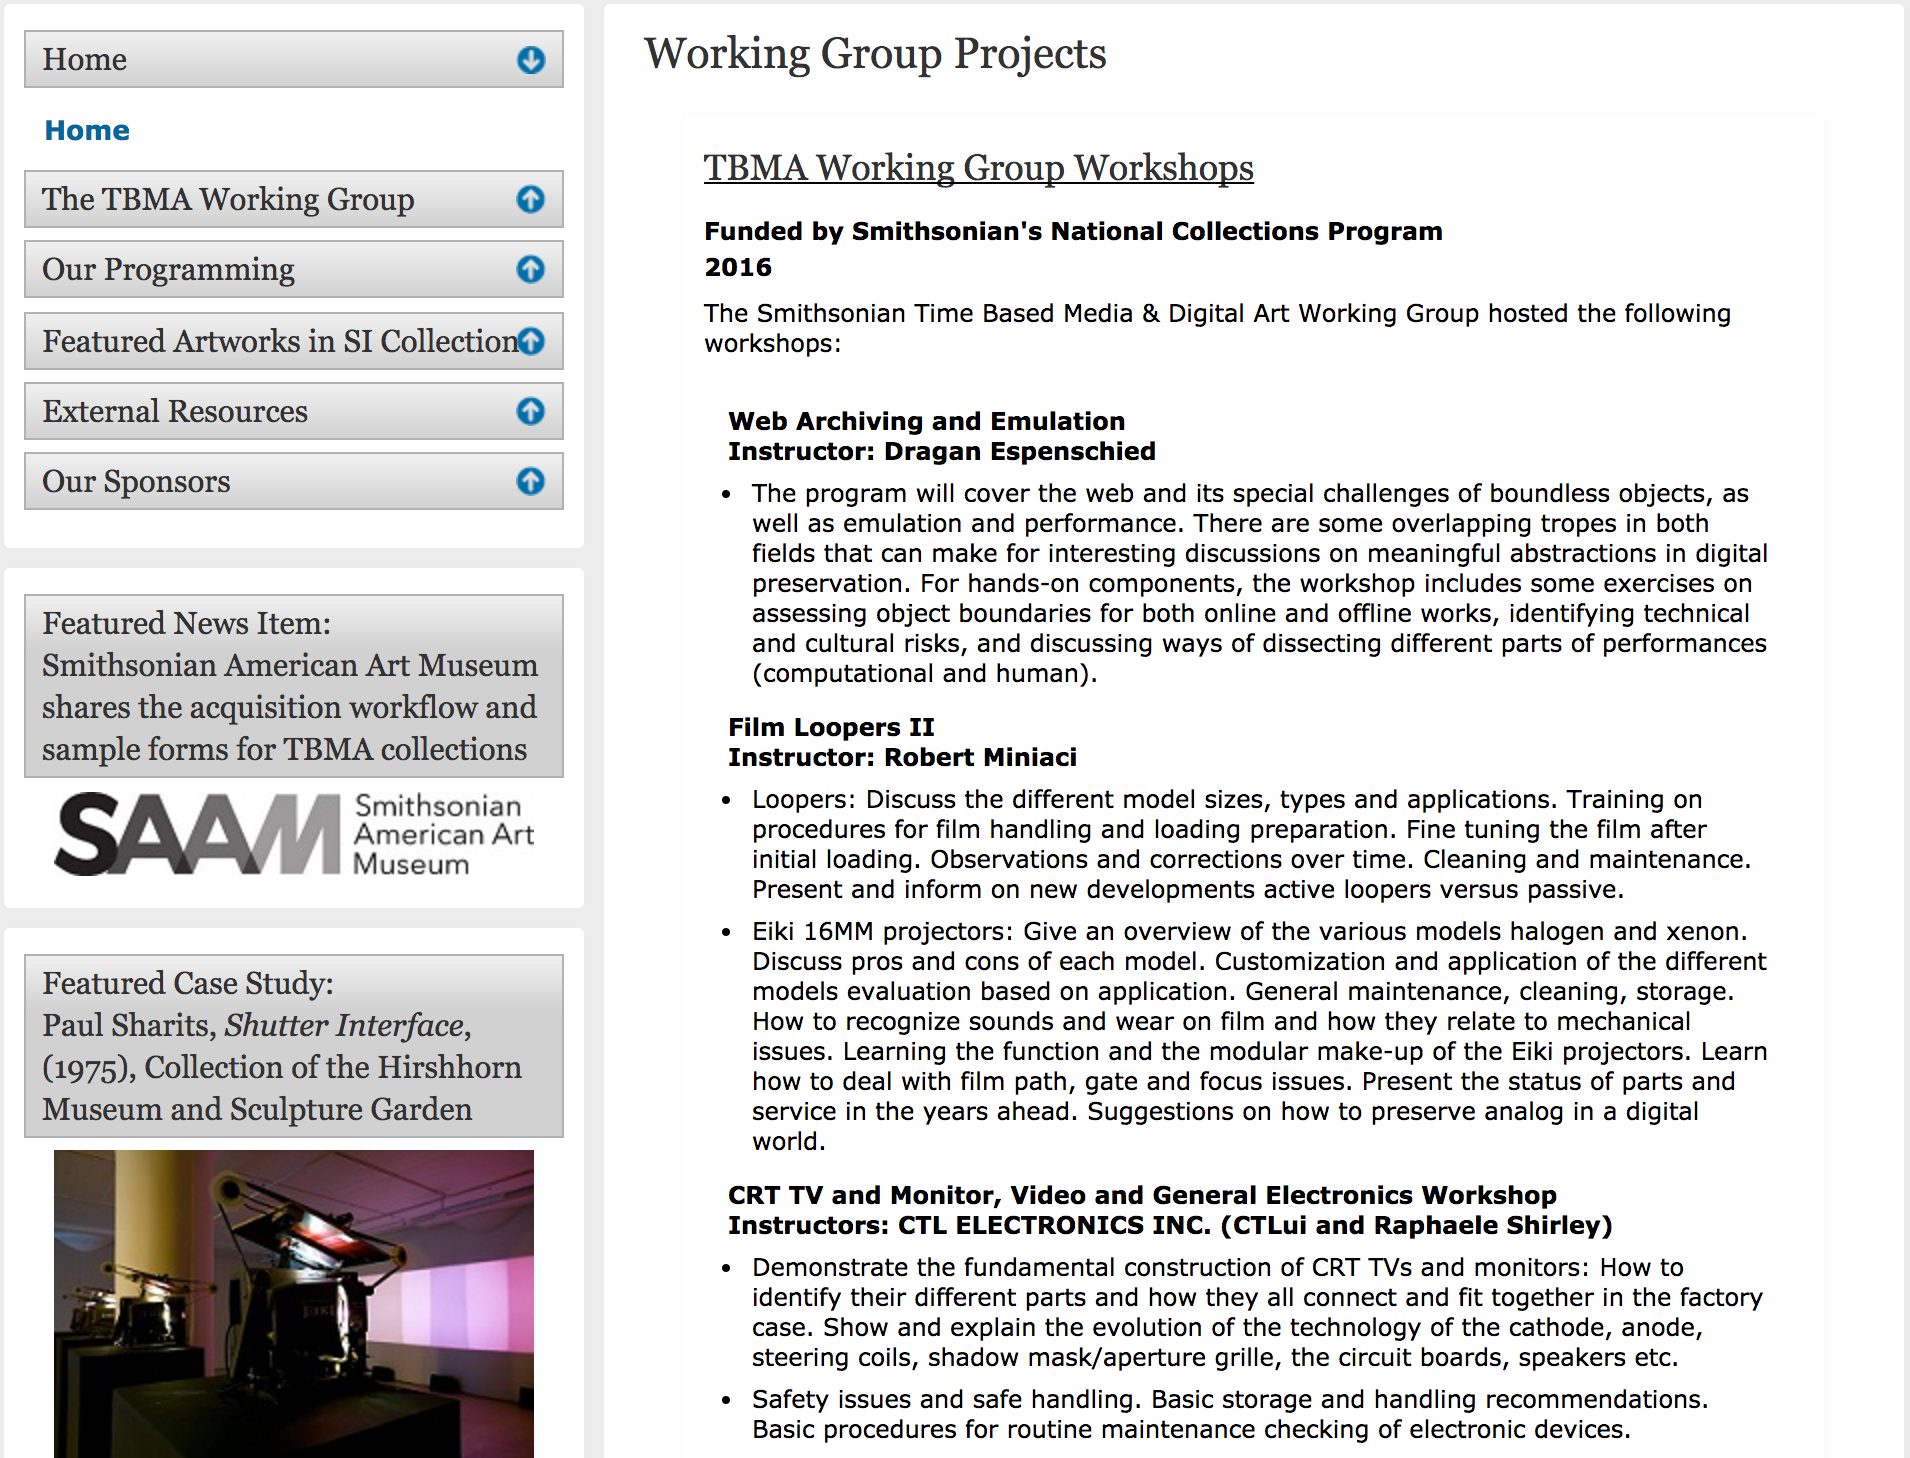 Home
Home
The TBMA Working Group
Our Programming
Featured Artworks in SI Collection
External Resources
Our Sponsors
Featured News Item:
Smithsonian American Art Museum
shares the acquisition workflow and
sample forms for TBMA collections
SAAM
Smithsonian
American Art
Museum
Featured Case Study:
Paul Sharits, Shutter Interface,
(1975), Collection of the Hirshhorn
Museum and Sculpture Garden
EIKI
Working Group Projects
TBMA Working Group Workshops
Funded by Smithsonian's National Collections Program
2016
The Smithsonian Time Based Media & Digital Art Working Group hosted the following
workshops:
Web Archiving and Emulation
Instructor: Dragan Espenschied
• The program will cover the web and its special challenges of boundless objects, as
well as emulation and performance. There are some overlapping tropes in both
fields that can make for interesting discussions on meaningful abstractions in digital
preservation. For hands-on components, the workshop includes some exercises on
assessing object boundaries for both online and offline works, identifying technical
and cultural risks, and discussing ways of dissecting different parts of performances
(computational and human).
Film Loopers II
Instructor: Robert Miniaci
• Loopers: Discuss the different model sizes, types and applications. Training on
procedures for film handling and loading preparation. Fine tuning the film after
initial loading. Observations and corrections over time. Cleaning and maintenance.
Present and inform on new developments active loopers versus passive.
• Eiki 16MM projectors: Give an overview of the various models halogen and xenon.
Discuss pros and cons of each model. Customization and application of the different
models evaluation based on application. General maintenance, cleaning, storage.
How to recognize sounds and wear on film and how they relate to mechanical
issues. Learning the function and the modular make-up of the Eiki projectors. Learn
how to deal with film path, gate and focus issues. Present the status of parts and
service in the years ahead. Suggestions on how to preserve analog in a digital
world.
CRT TV and Monitor, Video and General Electronics Workshop
Instructors: CTL ELECTRONICS INC. (CTLui and Raphaele Shirley)
• Demonstrate the fundamental construction of CRT TVs and monitors: How to
identify their different parts and how they all connect and fit together in the factory
case. Show and explain the evolution of the technology of the cathode, anode,
steering coils, shadow mask/aperture grille, the circuit boards, speakers etc.
• Safety issues and safe handling. Basic storage and handling recommendations.
Basic procedures for routine maintenance checking of electronic devices.